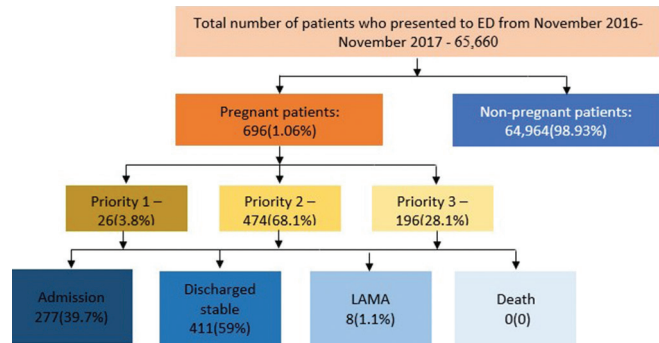 Total number of patients who presented to ED from November 2016-
November 2017 - 65,660
Pregnant patients:
696(1.06%)
Non-pregnant patients:
64,964(98.93%)
Priority 1 –
26(3.8%)
Priority 2 –
474(68.1%)
Priority 3 –
196(28.1%)
Admission
277(39.7%)
Discharged
stable
411(59%)
LAMA
8(1.1%)
Death
0(0)